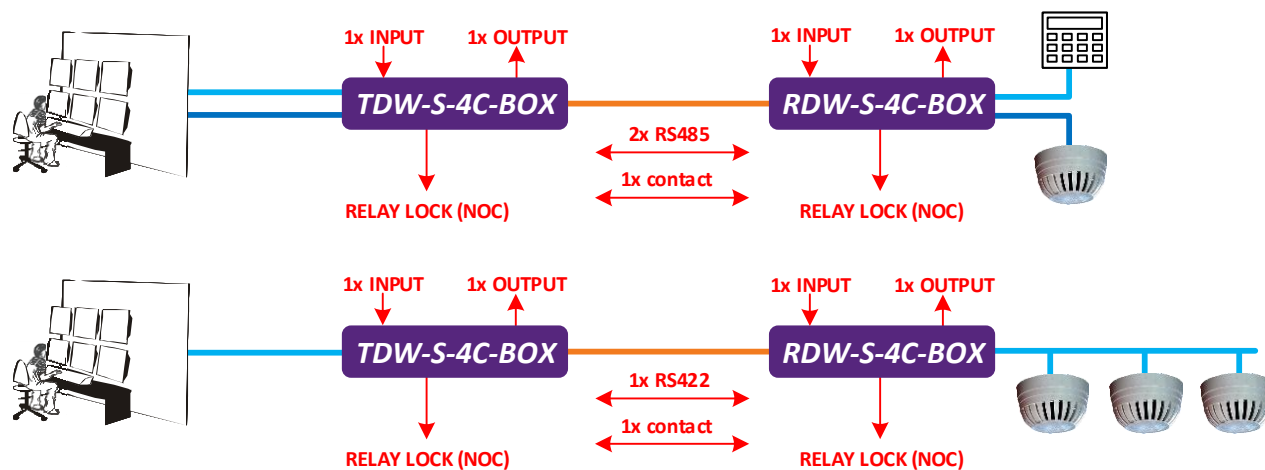 1x INPUT 1x OUTPUT 1x INPUT 1x OUTPUT
TDW-S-4C-BOX RDW-S-4C-BOX
2x RS485
1x contact
RELAY LOCK (NOC) RELAY LOCK (NOC)
1x INPUT 1x OUTPUT 1x INPUT 1x OUTPUT
TDW-S-4C-BOX RDW-S-4C-BOX
1x RS422
1x contact
RELAY LOCK (NOC) RELAY LOCK (NOC)